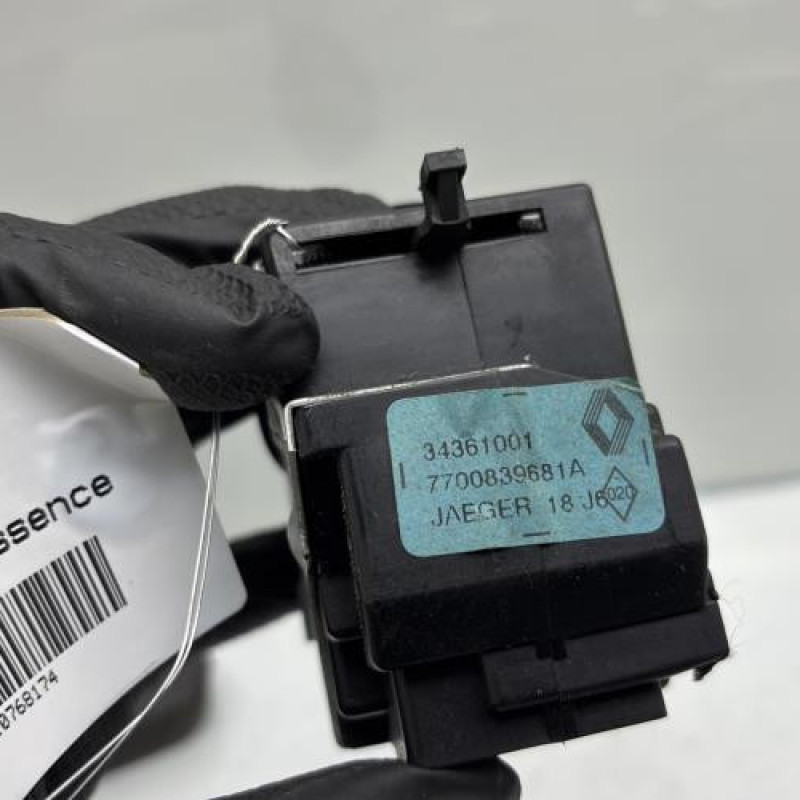 34361001
7700839681A
JAEGER 18 J6 020
ssence
0768174